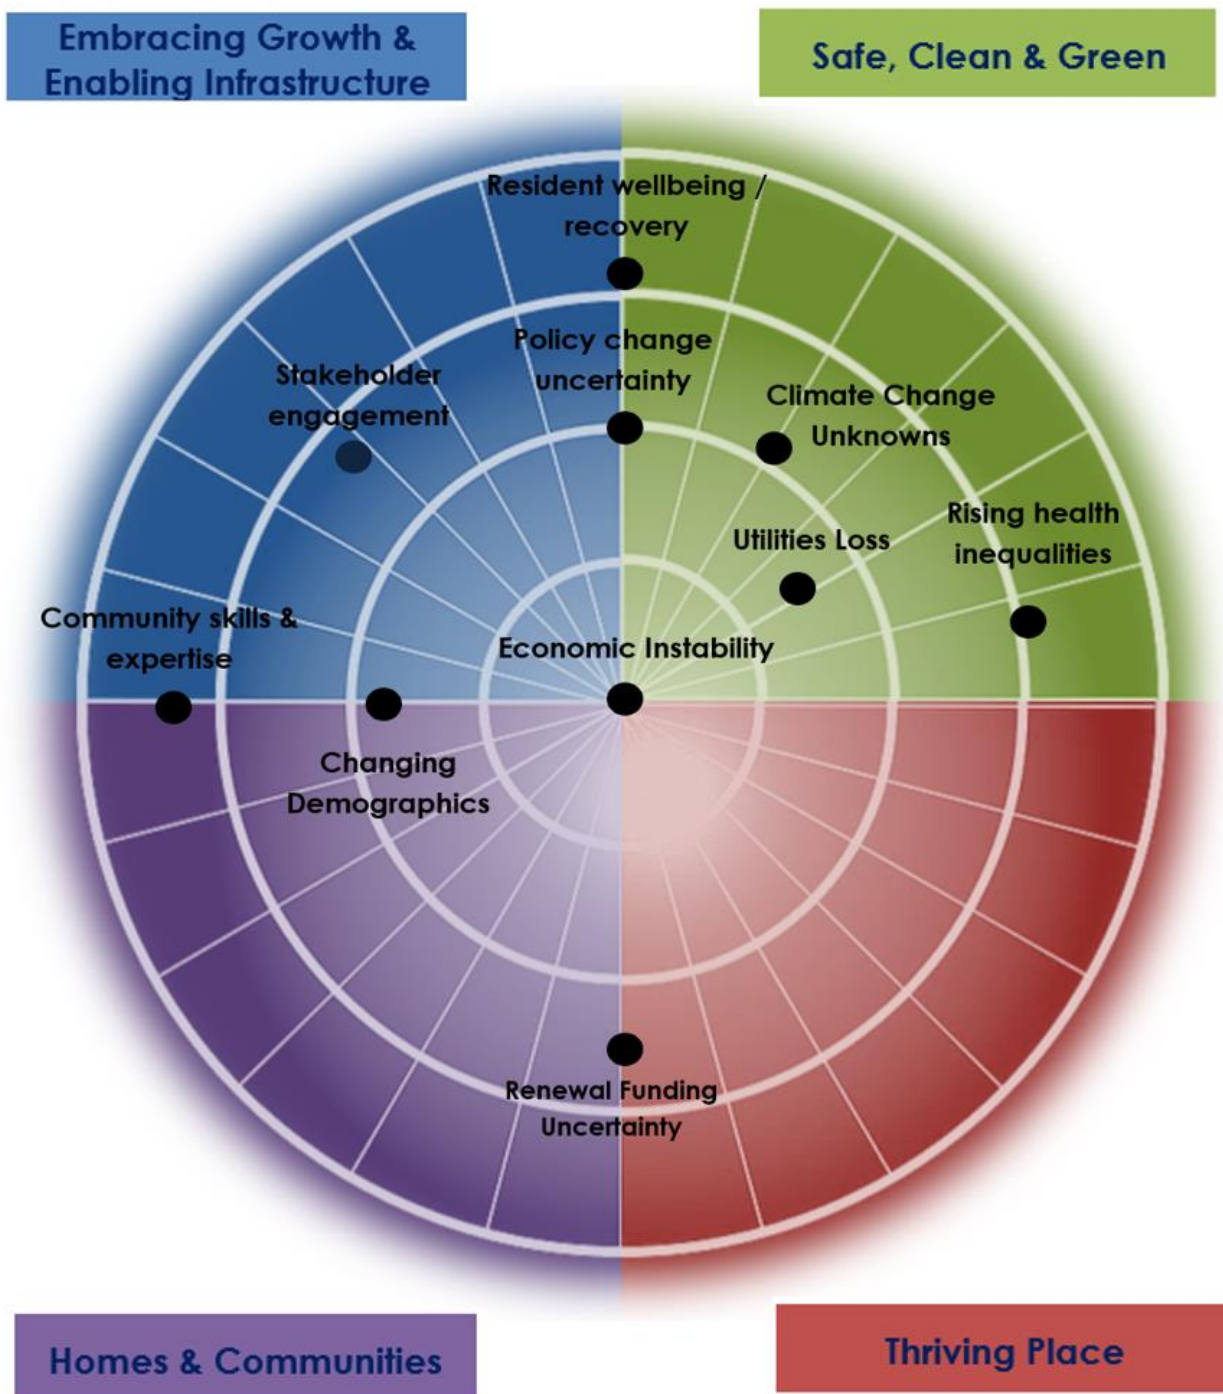 Embracing Growth &
Enabling Infrastructure
Safe, Clean & Green
Resident wellbeing /
recovery
Policy change
uncertainty
Stakeholder
engagement
Climate Change
Unknowns
Rising health
inequalities
Utilities Loss
Community skills &
expertise
Economic Instability
Changing
Demographics
Renewal Funding
Uncertainty
Homes & Communities
Thriving Place